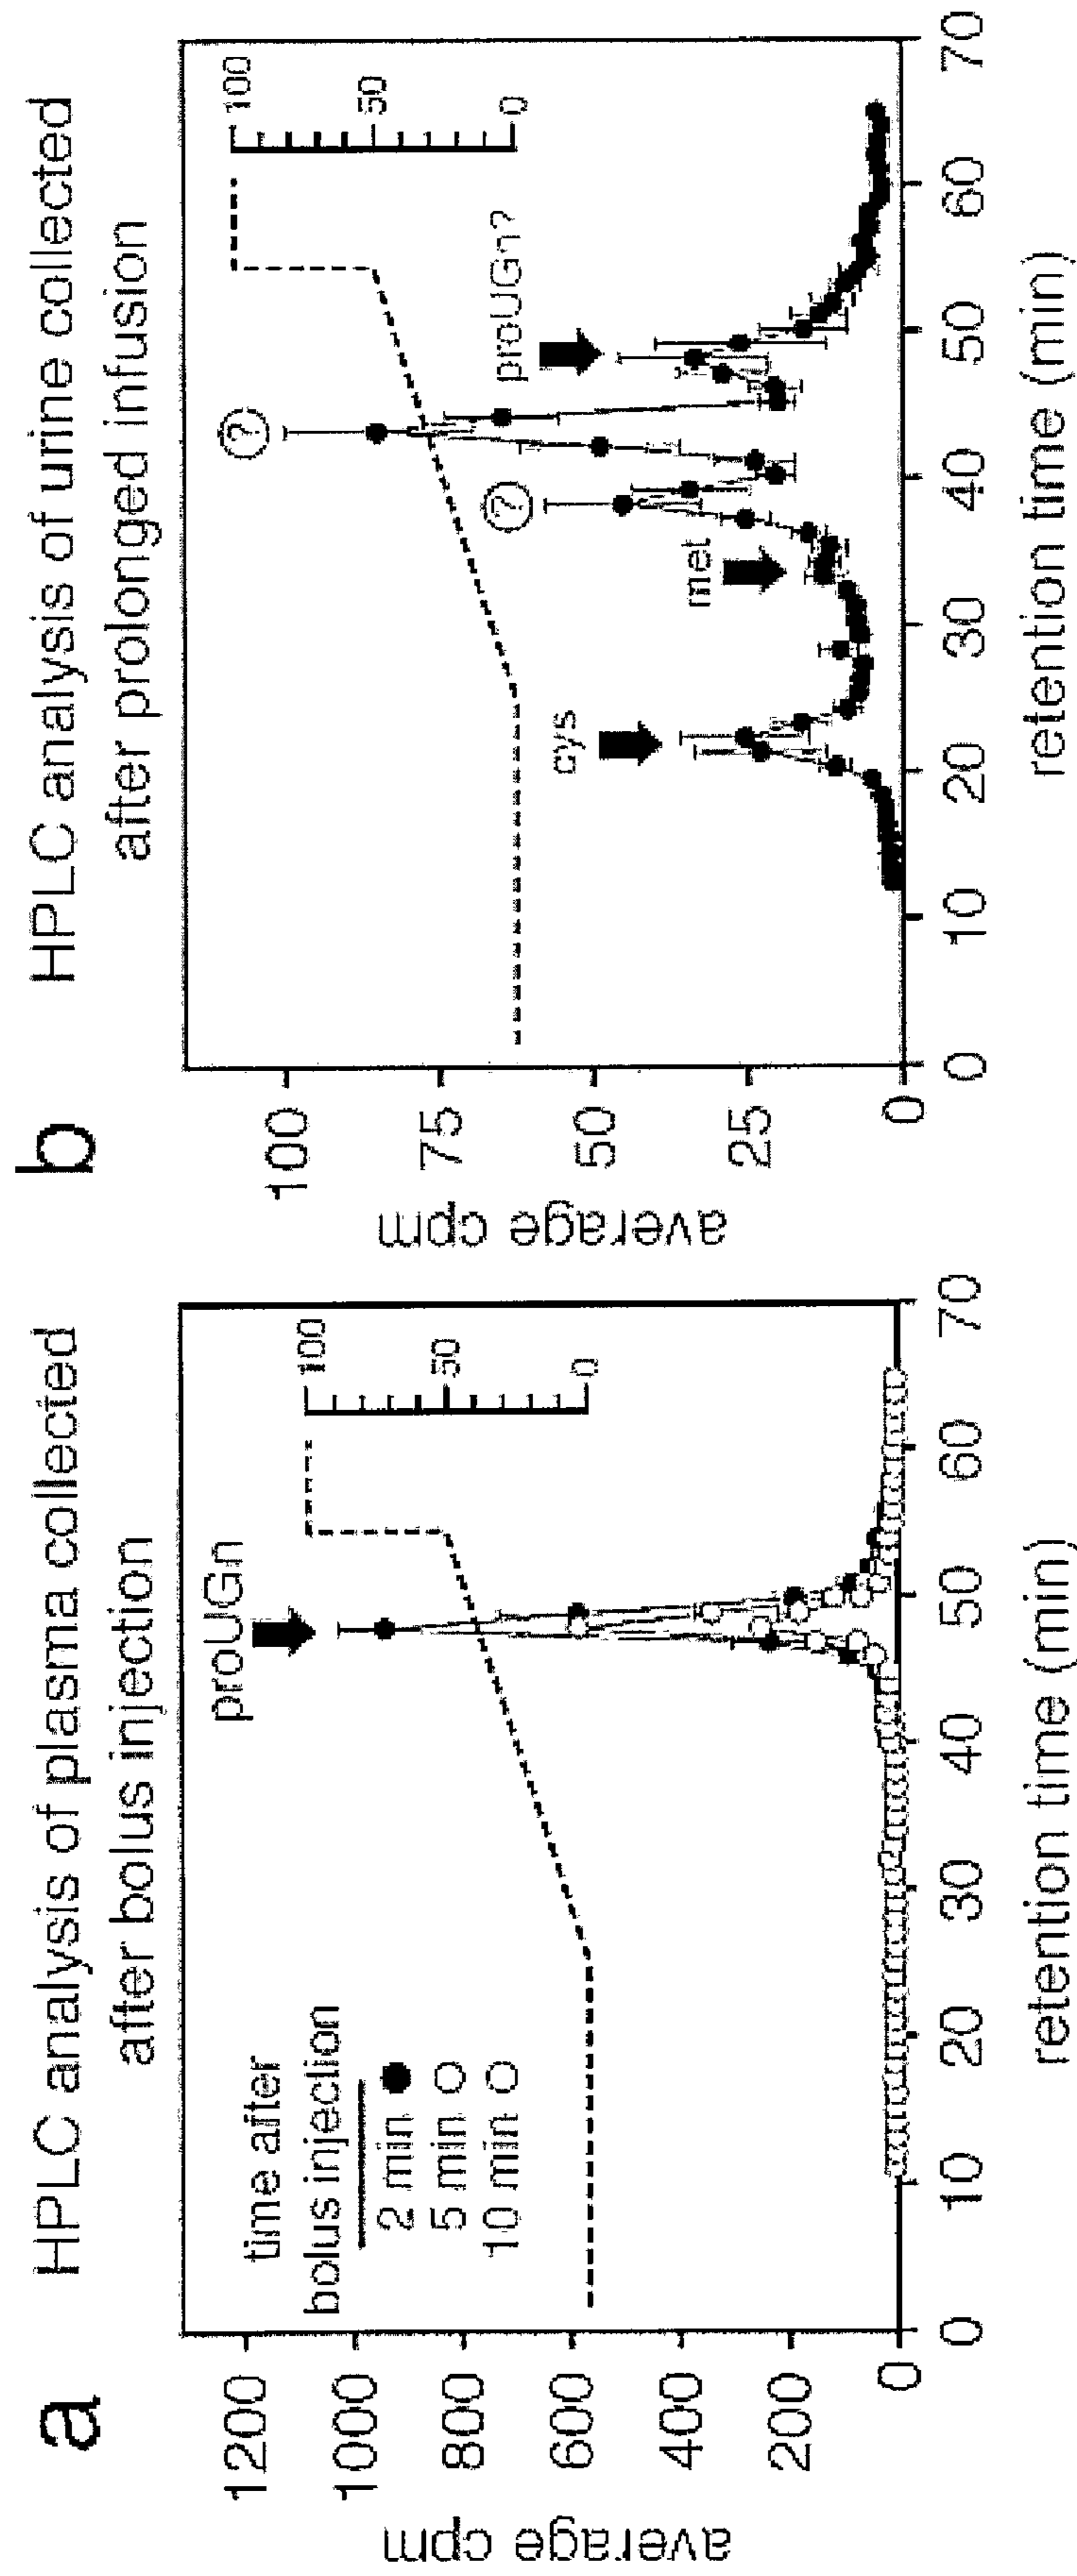 a
HPLC analysis of plasma collected
after bolus injection
time after
bolus injection
2 min
5 min
10 min
proUGn
100
50
0
1200
1000
800
600
400
200
0
average cpm
0 10 20 30 40 50 60 70
retention time (min)
b
HPLC analysis of urine collected
after prolonged infusion
cys
met
?
?
proUGn?
100
50
0
100
75
50
25
0
average cpm
0 10 20 30 40 50 60 70
retention time (min)